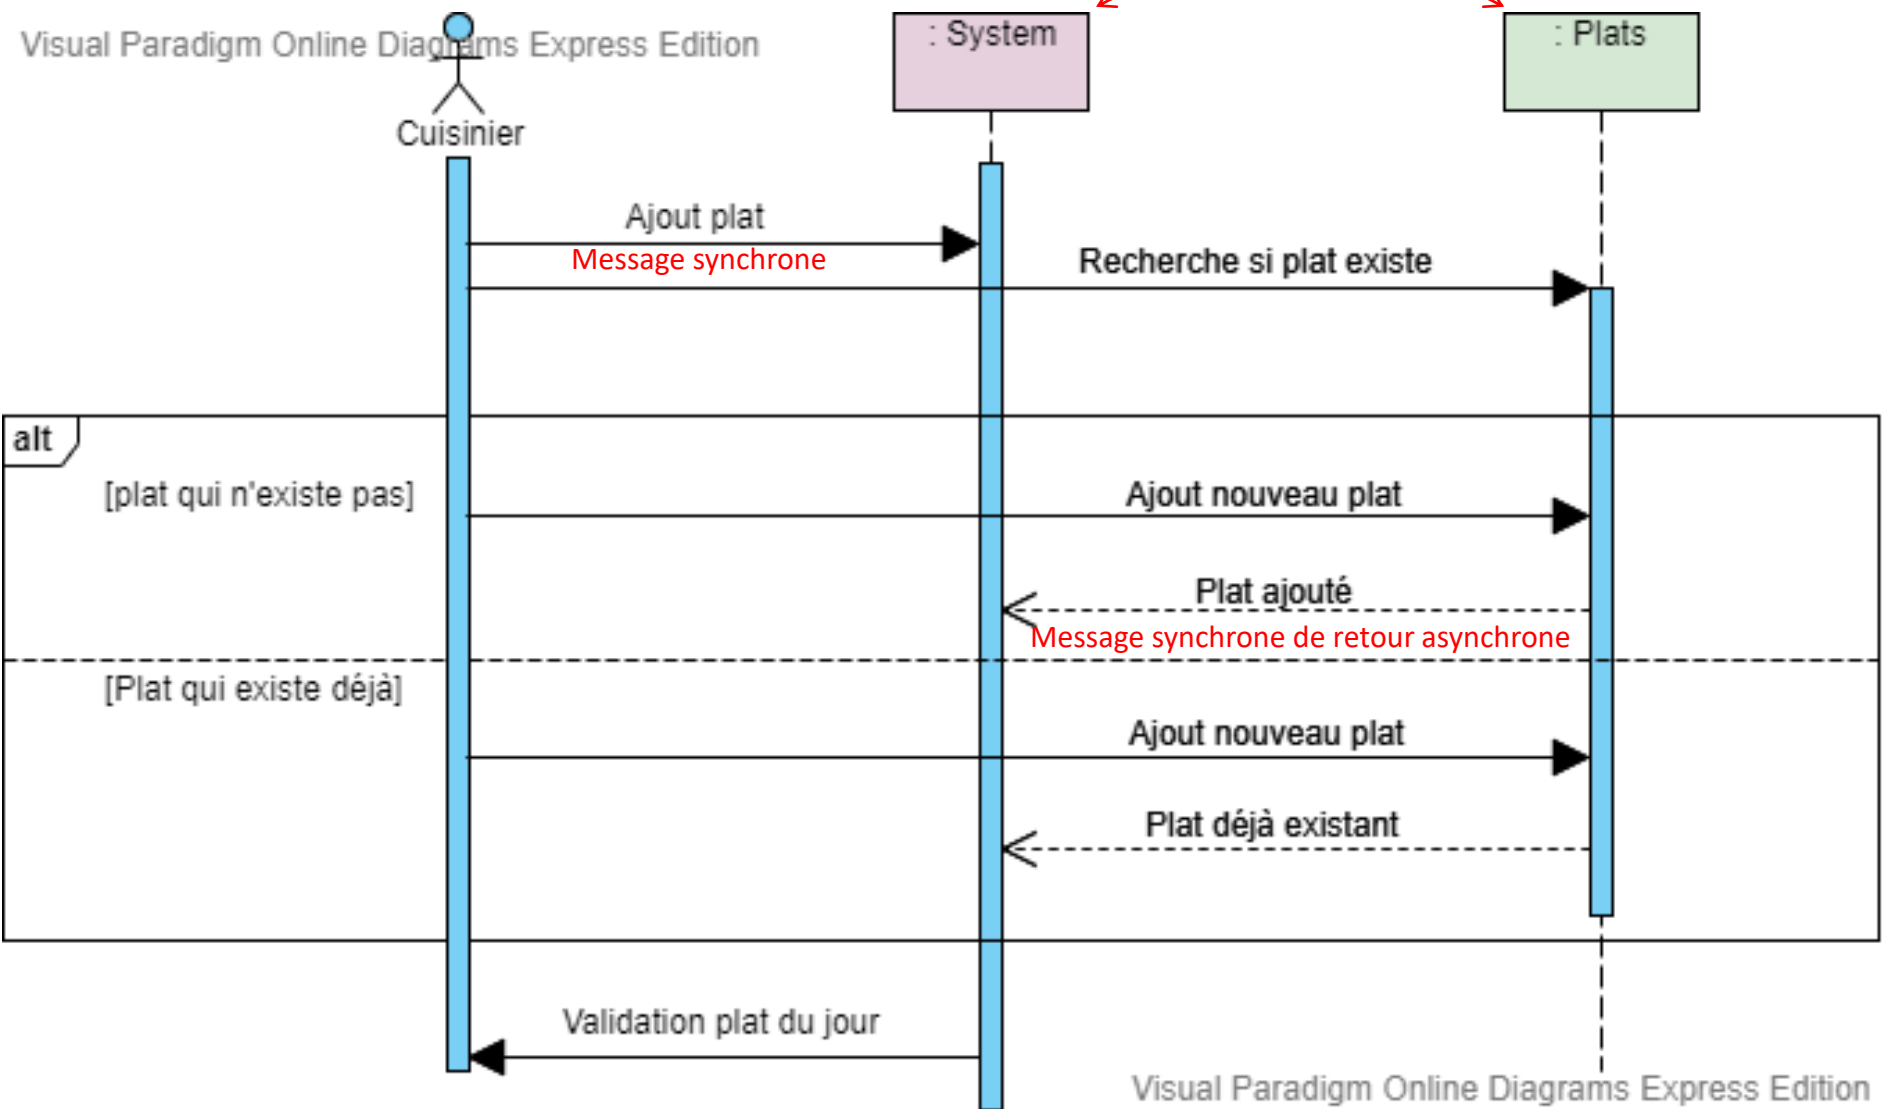 Visual Paradigm Online Diagrams Express Edition
: System
: Plats
Cuisinier
Ajout plat
Message synchrone
Recherche si plat existe
alt
[plat qui n'existe pas]
Ajout nouveau plat
Plat ajouté
Message synchrone de retour asynchrone
[Plat qui existe déjà]
Ajout nouveau plat
Plat déjà existant
Validation plat du jour
Visual Paradigm Online Diagrams Express Edition